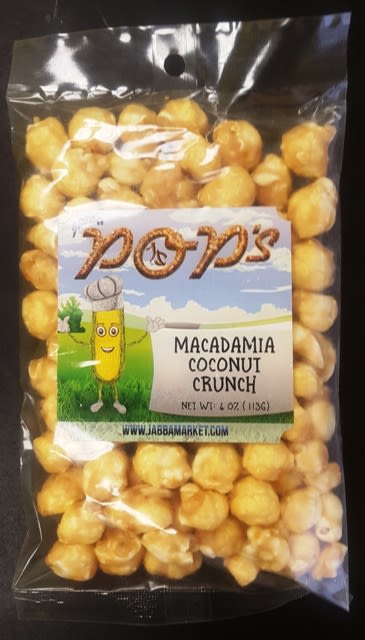 POP's
MACADAMIA
COCONUT
CRUNCH
NET WT: 4 OZ. (113G)
WWW.JABBAMARKET.COM